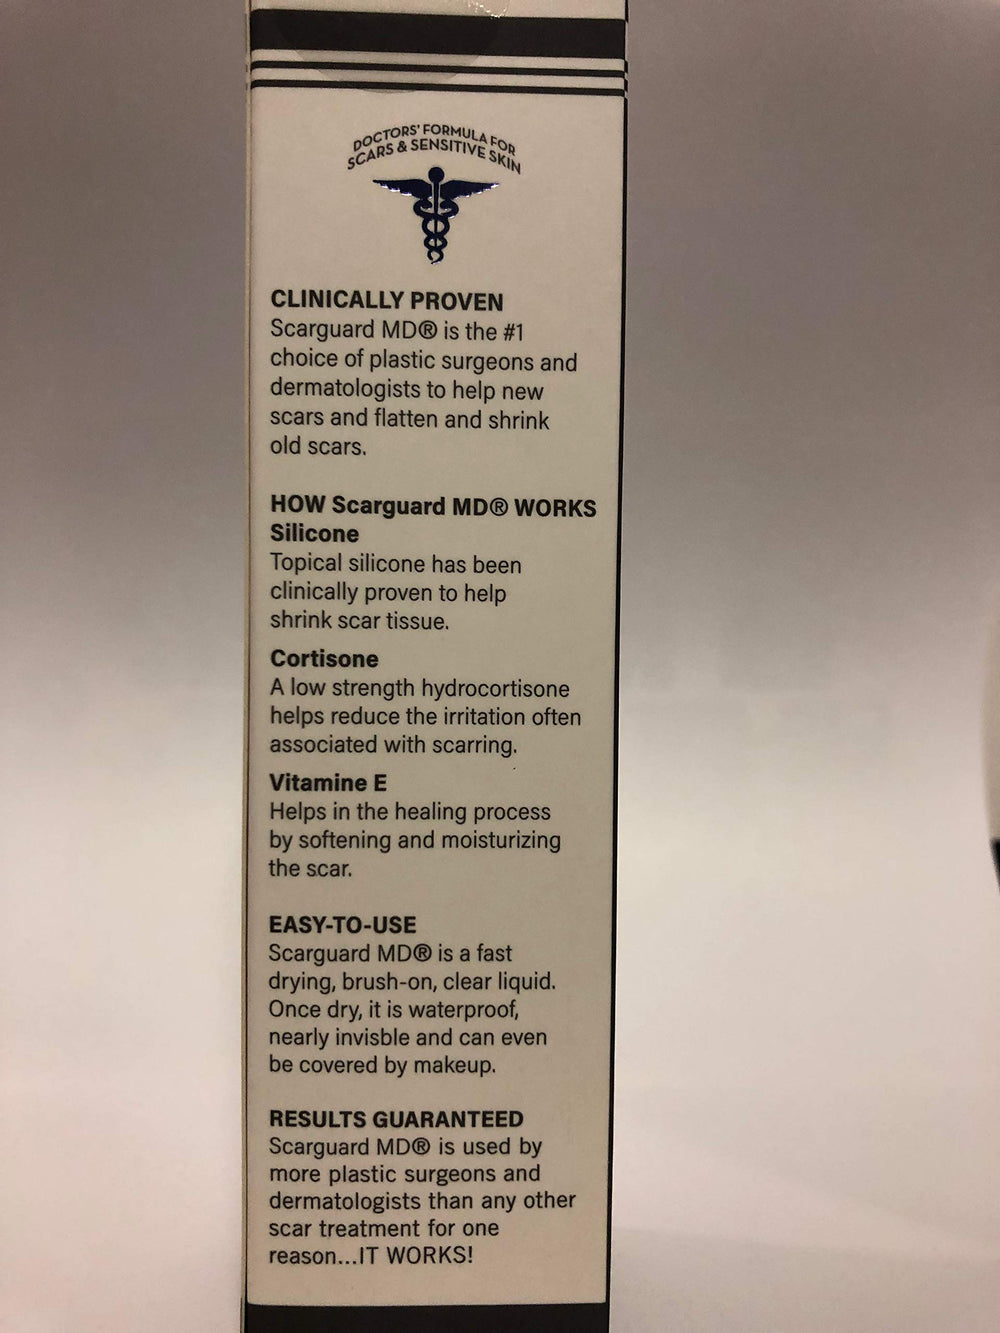 DOCTORS' FORMULA FOR
SCARS & SENSITIVE SKIN
CLINICALLY PROVEN
Scarguard MD® is the #1
choice of plastic surgeons and
dermatologists to help new
scars and flatten and shrink
old scars.
HOW Scarguard MD® WORKS
Silicone
Topical silicone has been
clinically proven to help
shrink scar tissue.
Cortisone
A low strength hydrocortisone
helps reduce the irritation often
associated with scarring.
Vitamine E
Helps in the healing process
by softening and moisturizing
the scar.
EASY-TO-USE
Scarguard MD® is a fast
drying, brush-on, clear liquid.
Once dry, it is waterproof,
nearly invisble and can even
be covered by makeup.
RESULTS GUARANTEED
Scarguard MD® is used by
more plastic surgeons and
dermatologists than any other
scar treatment for one
reason...IT WORKS!